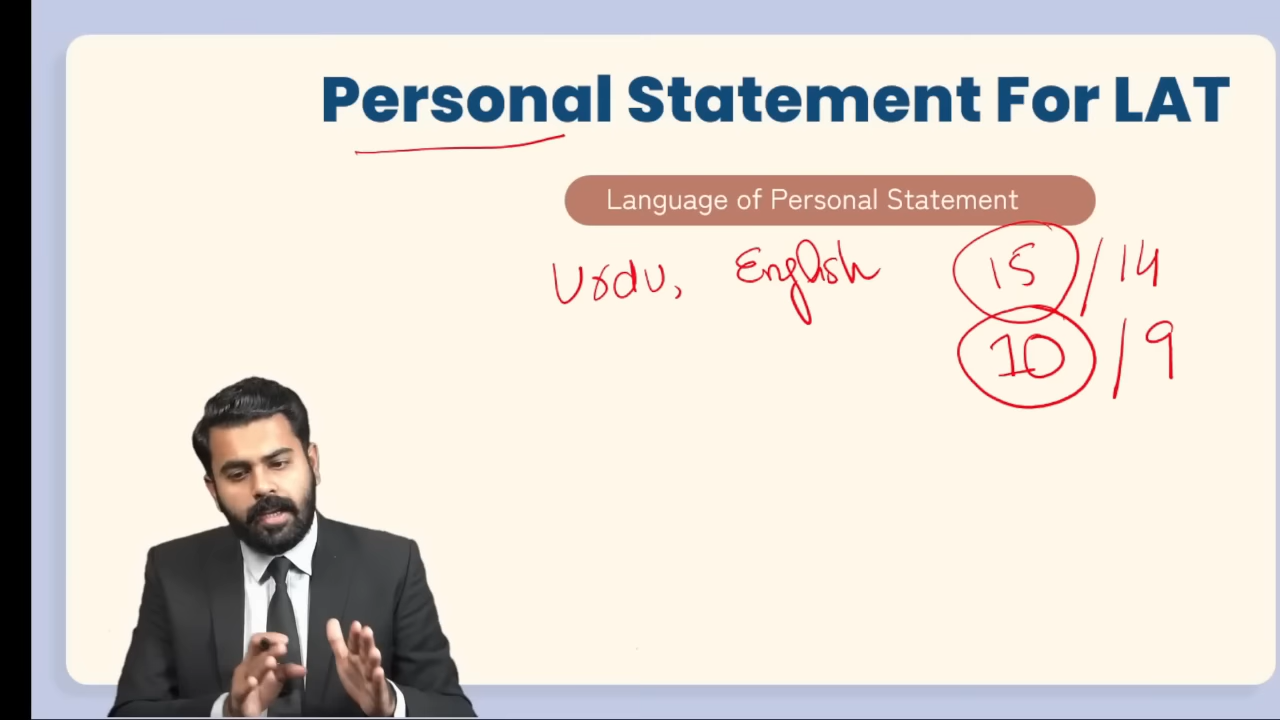 Personal Statement For LAT
Language of Personal Statement
Urdu, English 15/14
10/9